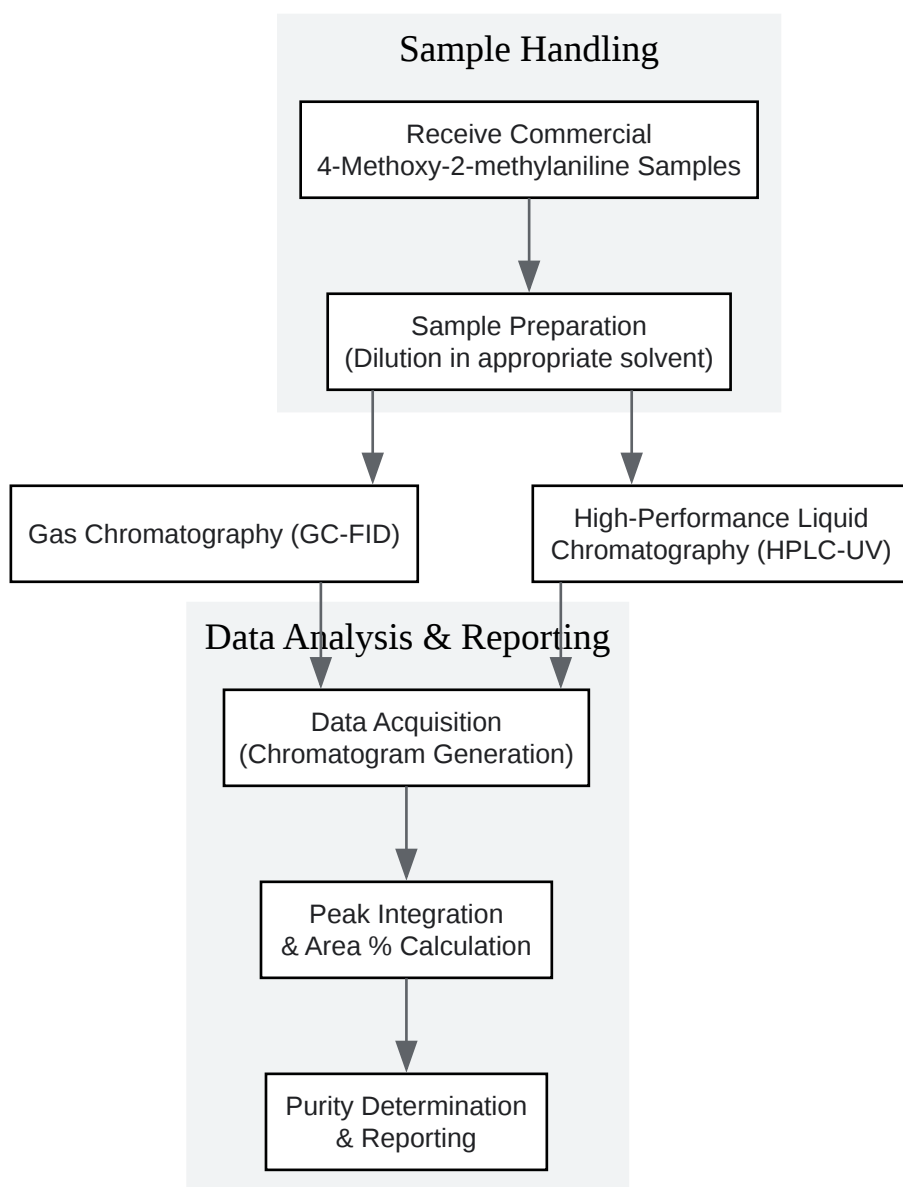 Sample Handling
Receive Commercial
4-Methoxy-2-methylaniline Samples
Sample Preparation
(Dilution in appropriate solvent)
Gas Chromatography (GC-FID)
High-Performance Liquid
Chromatography (HPLC-UV)
Data Analysis & Reporting
Data Acquisition
(Chromatogram Generation)
Peak Integration
& Area % Calculation
Purity Determination
& Reporting